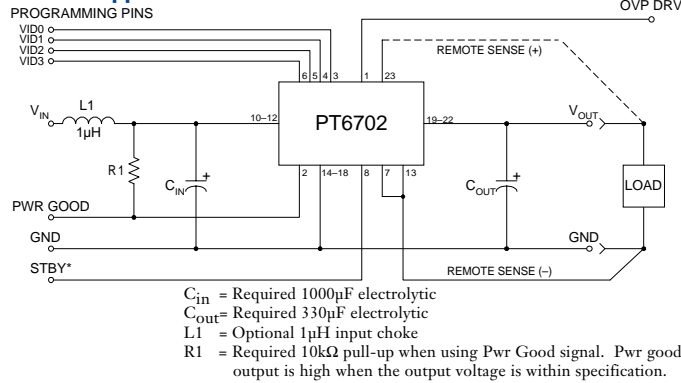 PROGRAMMING PINS
OVP DRV
VID0
VID1
VID2
VID3
REMOTE SENSE (+)
6 5 4 3 1 23
VIN
L1
1µH
10–12
PT6702
19–22
VOUT
R1
CIN
+
2 14–18 8 7 13
COUT
+
LOAD
PWR GOOD
GND
GND
STBY*
REMOTE SENSE (–)
Cin = Required 1000µF electrolytic
Cout= Required 330µF electrolytic
L1 = Optional 1µH input choke
R1 = Required 10kΩ pull-up when using Pwr Good signal. Pwr good
output is high when the output voltage is within specification.